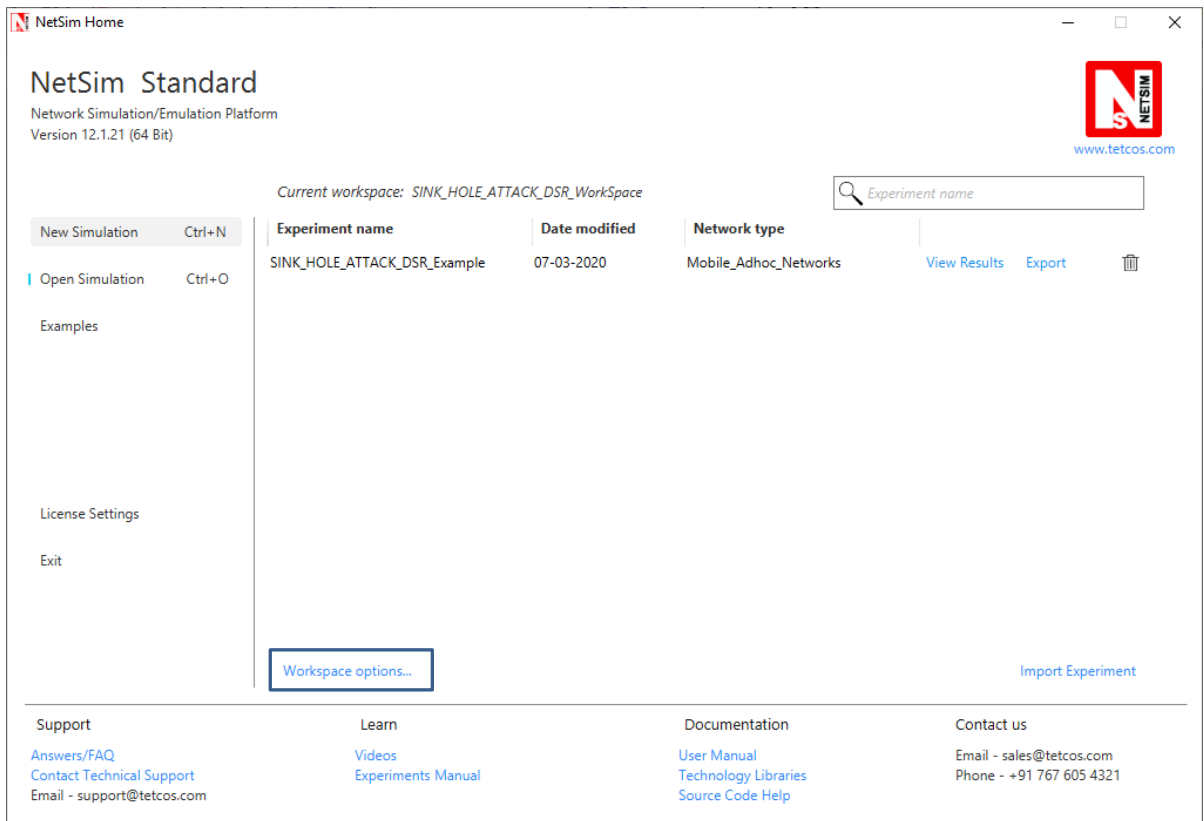 NetSim Home
NetSim Standard
Network Simulation/Emulation Platform
Version 12.1.21 (64 Bit)
NS NETSIM
www.tetcos.com
Current workspace: SINK_HOLE_ATTACK_DSR_WorkSpace
Experiment name
New Simulation Ctrl+N
Open Simulation Ctrl+O
Examples
License Settings
Exit
Experiment name Date modified Network type
SINK_HOLE_ATTACK_DSR_Example 07-03-2020 Mobile_Adhoc_Networks View Results Export
Workspace options...
Import Experiment
Support
Answers/FAQ
Contact Technical Support
Email - support@tetcos.com
Learn
Videos
Experiments Manual
Documentation
User Manual
Technology Libraries
Source Code Help
Contact us
Email - sales@tetcos.com
Phone - +91 767 605 4321